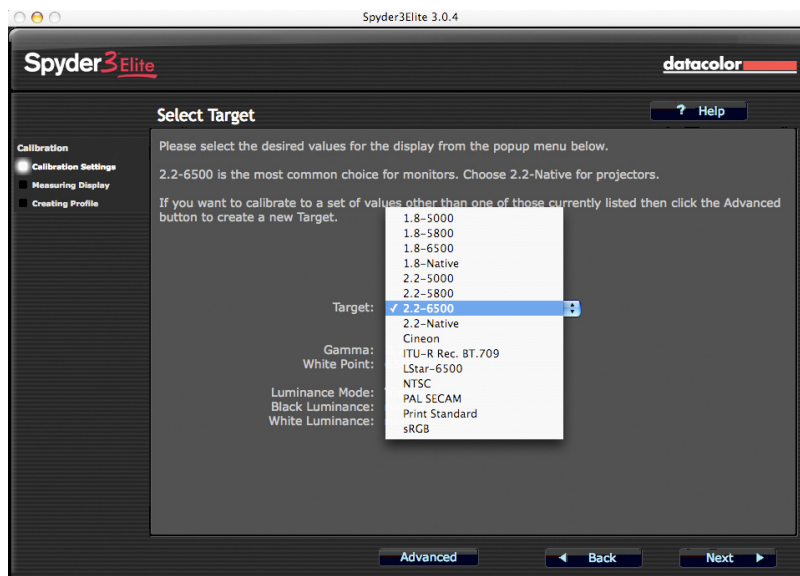 Spyder3Elite 3.0.4
Spyder3Elite
datacolor
Select Target
? Help
Calibration
Calibration Settings
Measuring Display
Creating Profile
Please select the desired values for the display from the popup menu below.
2.2-6500 is the most common choice for monitors. Choose 2.2-Native for projectors.
If you want to calibrate to a set of values other than one of those currently listed then click the Advanced
button to create a new Target.
1.8-5000
1.8-5800
1.8-6500
1.8-Native
2.2-5000
2.2-5800
Target: ✓ 2.2-6500
2.2-Native
Cineon
Gamma:
ITU-R Rec. BT.709
White Point:
LStar-6500
NTSC
Luminance Mode:
PAL SECAM
Black Luminance:
Print Standard
White Luminance:
sRGB
Advanced
Back
Next